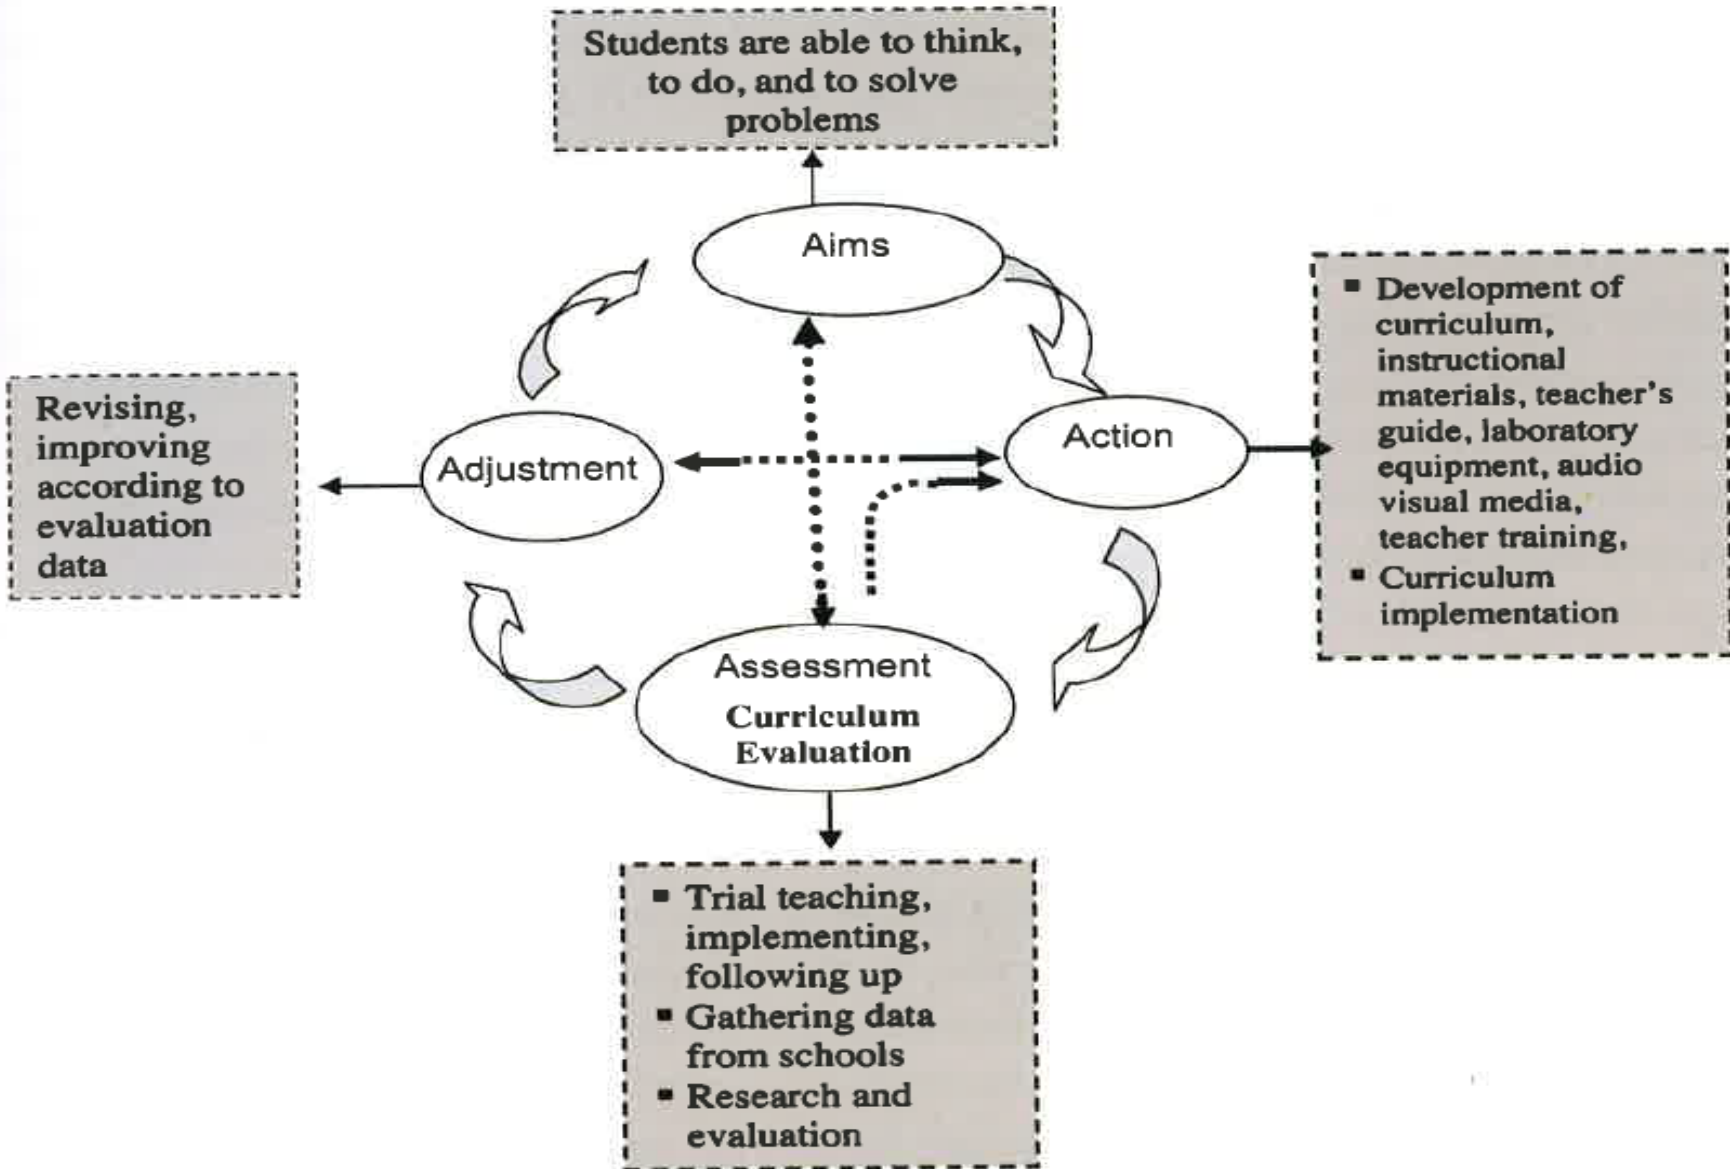 Students are able to think,
to do, and to solve
problems
Aims
▪ Development of
curriculum,
instructional
materials, teacher's
guide, laboratory
equipment, audio
visual media,
teacher training,
▪ Curriculum
implementation
Action
Revising,
improving
according to
evaluation
data
Adjustment
Assessment
Curriculum
Evaluation
▪ Trial teaching,
implementing,
following up
▪ Gathering data
from schools
▪ Research and
evaluation